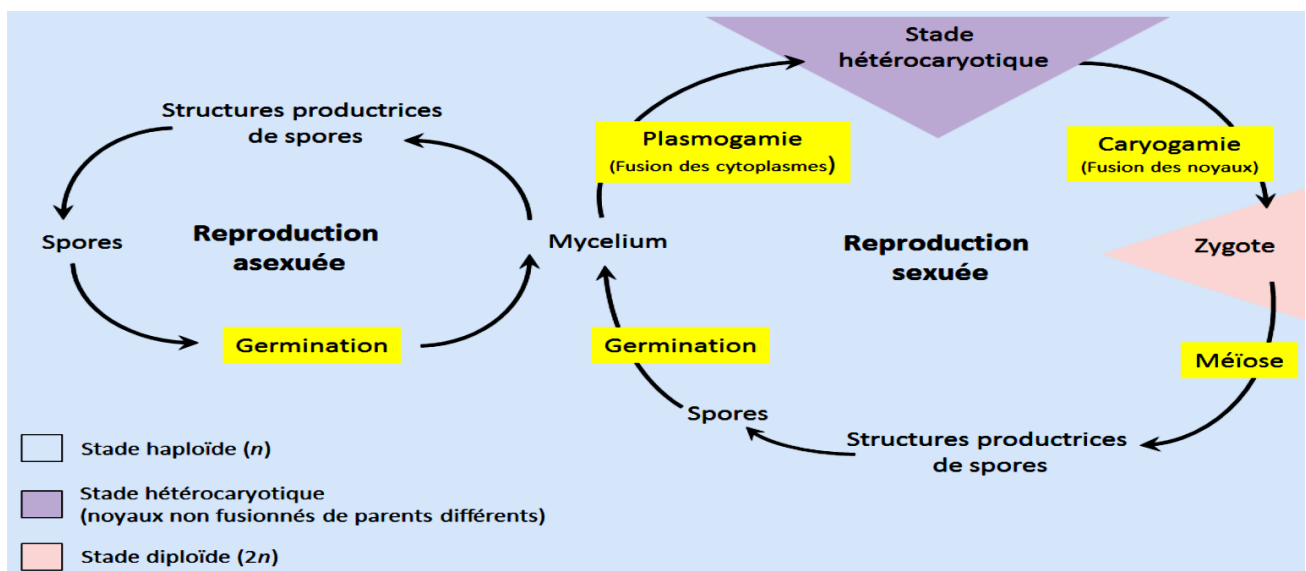 Stade
hétérocaryotique
Structures productrices
de spores
Plasmogamie
(Fusion des cytoplasmes)
Caryogamie
(Fusion des noyaux)
Spores
Reproduction
asexuée
Mycelium
Reproduction
sexuée
Zygote
Germination
Germination
Méïose
Spores
Structures productrices
de spores
Stade haploïde (n)
Stade hétérocaryotique
(noyaux non fusionnés de parents différents)
Stade diploïde (2n)